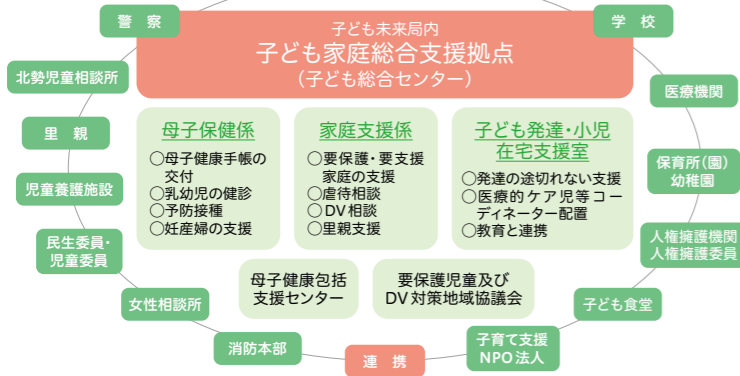 警　察
学　校
子ども未来局内
子ども家庭総合支援拠点
（子ども総合センター）
北勢児童相談所
医療機関
里　親
児童養護施設
保育所（園）
幼稚園
民生委員・
児童委員
人権擁護機関
人権擁護委員
女性相談所
子ども食堂
消防本部
子育て支援
NPO法人
連　携
母子保健係
○母子健康手帳の
交付
○乳幼児の健診
○予防接種
○妊産婦の支援
家庭支援係
○要保護・要支援
家庭の支援
○虐待相談
○DV相談
○里親支援
子ども発達・小児
在宅支援室
○発達の途切れない支援
○医療的ケア児等コー
ディネーター配置
○教育と連携
母子健康包括
支援センター
要保護児童及び
DV対策地域協議会